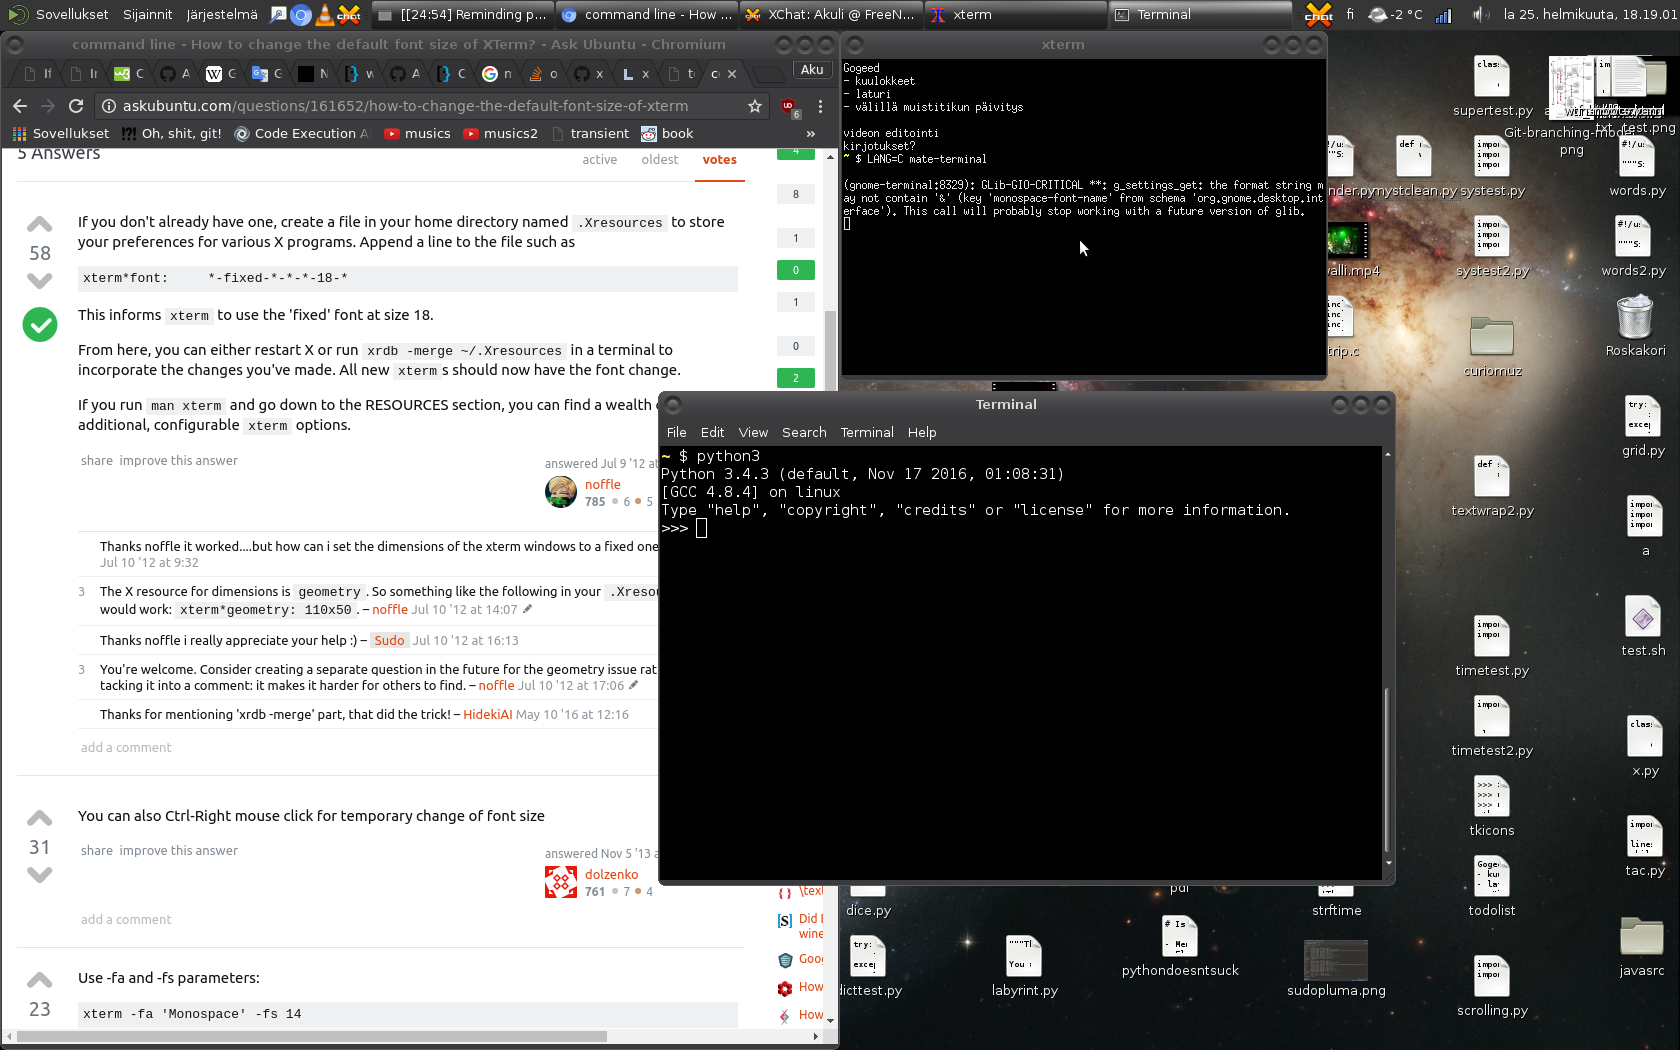 Sovellukset Sijainnit Järjestelmä
[[24:54] Reminding p...
command line - How ...
XChat: Akuli @ FreeN...
xterm
Terminal
fi
-2 °C
la 25. helmikuuta, 18.19.01
command line - How to change the default font size of XTerm? - Ask Ubuntu - Chromium
Aku
askubuntu.com/questions/161652/how-to-change-the-default-font-size-of-xterm
6
Sovellukset
Oh, shit, git!
Code Execution A
musics
musics2
transient
book
»
5 Answers
active oldest votes
58
If you don't already have one, create a file in your home directory named .Xresources to store
your preferences for various X programs. Append a line to the file such as
xterm*font:     *-fixed-*-*-*-18-*
This informs xterm to use the 'fixed' font at size 18.
From here, you can either restart X or run xrdb -merge ~/.Xresources in a terminal to
incorporate the changes you've made. All new xterms should now have the font change.
If you run man xterm and go down to the RESOURCES section, you can find a wealth
additional, configurable xterm options.
share improve this answer
answered Jul 9 '12 at
noffle
785 6 5
Thanks noffle it worked....but how can i set the dimensions of the xterm windows to a fixed one
Jul 10 '12 at 9:32
3 The X resource for dimensions is geometry. So something like the following in your .Xreso
would work: xterm*geometry: 110x50. – noffle Jul 10 '12 at 14:07
Thanks noffle i really appreciate your help :) – Sudo Jul 10 '12 at 16:13
3 You're welcome. Consider creating a separate question in the future for the geometry issue rat
tacking it into a comment: it makes it harder for others to find. – noffle Jul 10 '12 at 17:06
Thanks for mentioning 'xrdb -merge' part, that did the trick! – HidekiAI May 10 '16 at 12:16
add a comment
31
You can also Ctrl-Right mouse click for temporary change of font size
share improve this answer
answered Nov 5 '13 a
dolzenko
761 7 4
add a comment
23
Use -fa and -fs parameters:
xterm -fa 'Monospace' -fs 14
4
8
1
0
1
0
2
\text
Did
wine
Goog
How
How
xterm
Gogeed
- kuulokkeet
- laturi
- välillä muistitikun päivitys
videon editointi
kirjotukset?
~ $ LANG=C mate-terminal
(gnome-terminal:8329): GLib-GIO-CRITICAL **: g_settings_get: the format string m
ay not contain '&' (key 'monospace-font-name' from schema 'org.gnome.desktop.int
erface'). This call will probably stop working with a future version of glib.
Terminal
File Edit View Search Terminal Help
~ $ python3
Python 3.4.3 (default, Nov 17 2016, 01:08:31)
[GCC 4.8.4] on linux
Type "help", "copyright", "credits" or "license" for more information.
>>>
supertest.py
Git-branching-model.
png
test.png
nder.py
mystclean.py
systest.py
words.py
valli.mp4
systest2.py
words2.py
trip.c
curiomuz
Roskakori
grid.py
textwrap2.py
a
timetest.py
test.sh
timetest2.py
x.py
tkicons
tac.py
pdf
dice.py
strftime
todolist
dicttest.py
labyrint.py
pythondoesntsuck
sudopluma.png
scrolling.py
javasrc